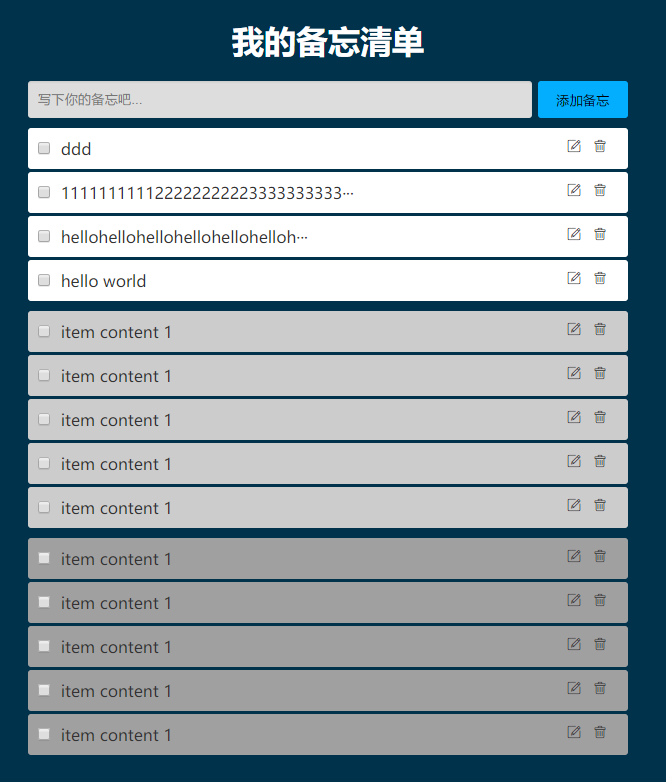 我的备忘清单
写下你的备忘吧...
添加备忘
ddd
1111111111222222222233333333333···
hellohellohellohellohellohelloh···
hello world
item content 1
item content 1
item content 1
item content 1
item content 1
item content 1
item content 1
item content 1
item content 1
item content 1